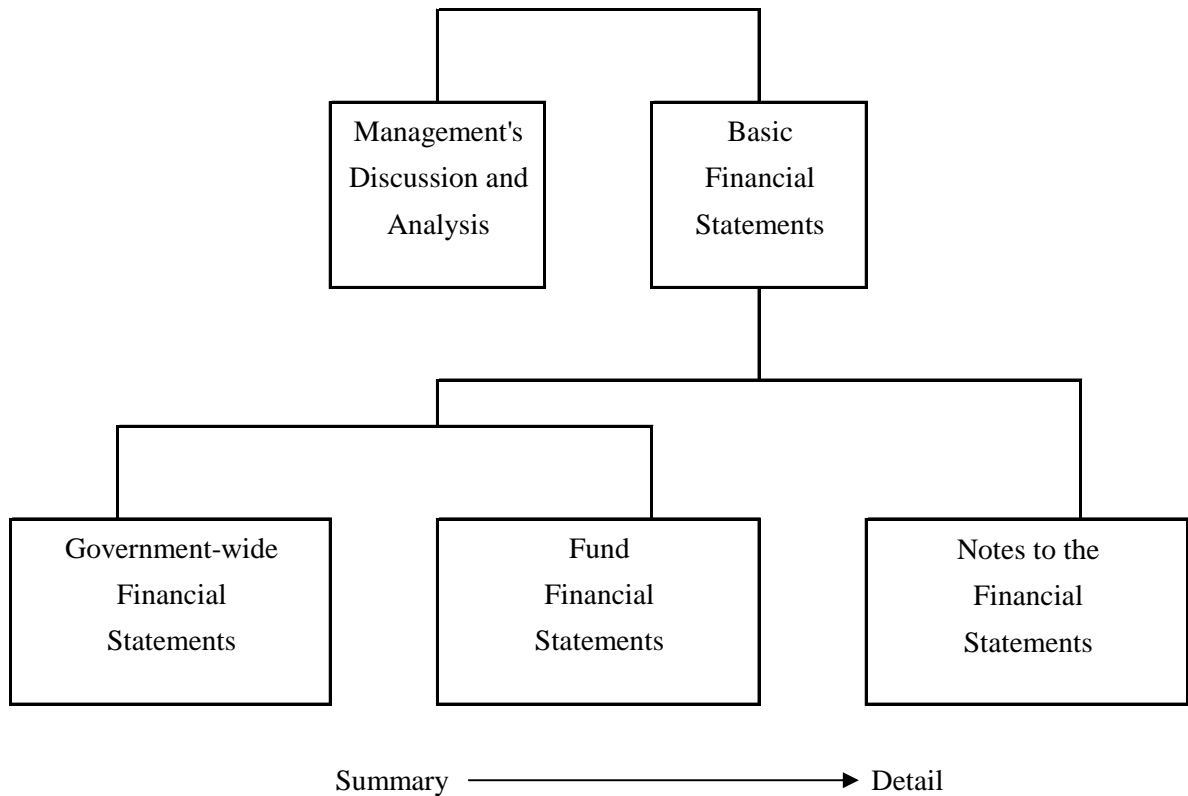 Management's
Discussion and
Analysis
Basic
Financial
Statements
Government-wide
Financial
Statements
Fund
Financial
Statements
Notes to the
Financial
Statements
Summary
Detail